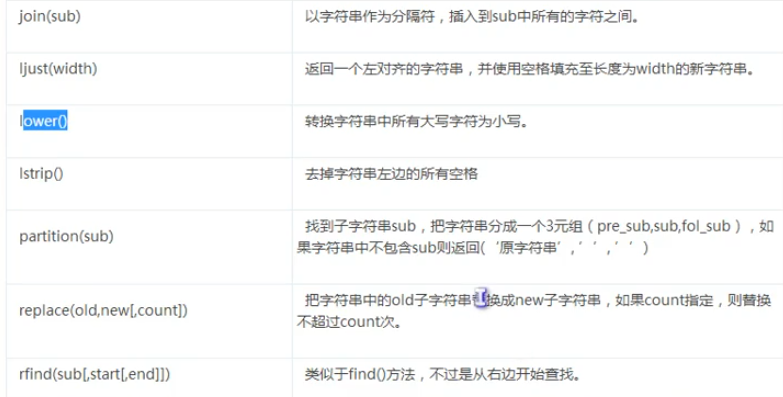 join(sub)
以字符串作为分隔符，插入到sub中所有的字符之间。
ljust(width)
返回一个左对齐的字符串，并使用空格填充至长度为width的新字符串。
lower()
转换字符串中所有大写字符为小写。
lstrip()
去掉字符串左边的所有空格
partition(sub)
找到子字符串sub，把字符串分成一个3元组（pre_sub,sub,fol_sub），如
果字符串中不包含sub则返回(‘原字符串’,’’,’’)
replace(old,new[,count])
把字符串中的old子字符串替换成new子字符串，如果count指定，则替换
不超过count次。
rfind(sub[,start[,end]])
类似于find()方法，不过是从右边开始查找。